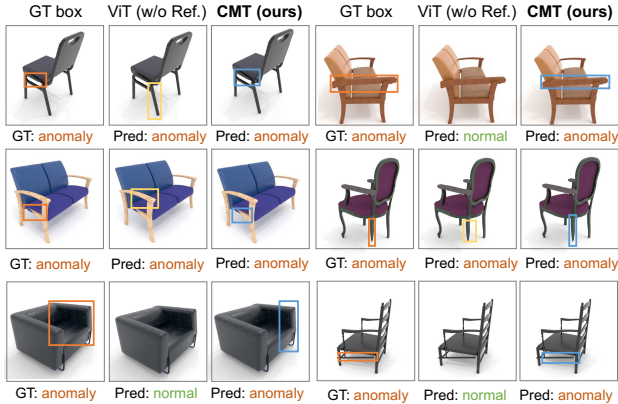 GT box ViT (w/o Ref.) CMT (ours) GT box ViT (w/o Ref.) CMT (ours)
GT: anomaly Pred: anomaly Pred: anomaly GT: anomaly Pred: normal Pred: anomaly
GT: anomaly Pred: anomaly Pred: anomaly GT: anomaly Pred: anomaly Pred: anomaly
GT: anomaly Pred: normal Pred: anomaly GT: anomaly Pred: normal Pred: anomaly